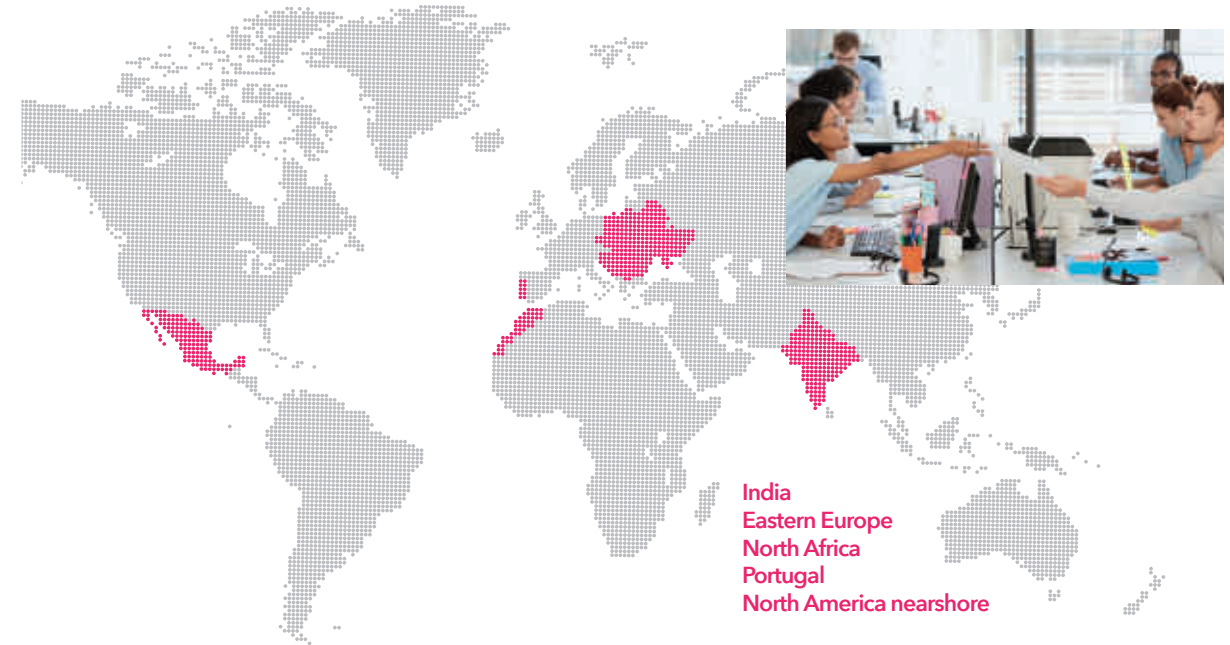 India
Eastern Europe
North Africa
Portugal
North America nearshore